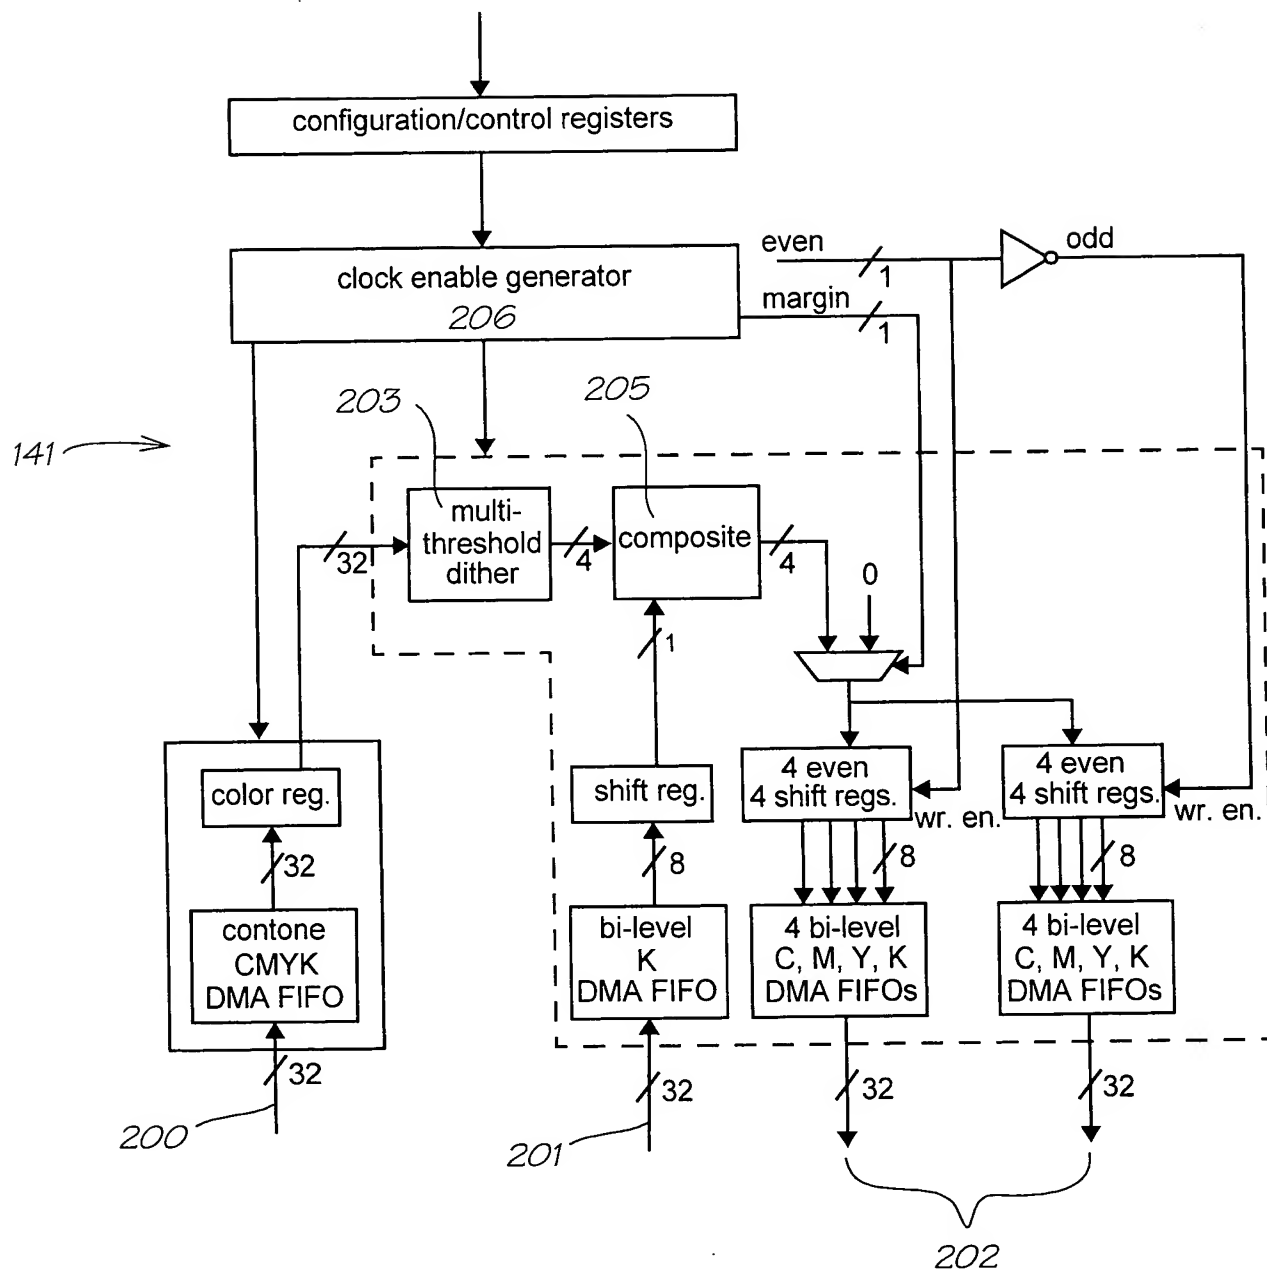 configuration/control registers
clock enable generator
206
even
1
odd
margin
1
203
205
141
multi-
threshold
dither
composite
32
4
4
0
1
color reg.
shift reg.
4 even
4 shift regs.
wr. en.
4 even
4 shift regs.
wr. en.
32
8
8
8
contone
CMYK
DMA FIFO
bi-level
K
DMA FIFO
4 bi-level
C, M, Y, K
DMA FIFOs
4 bi-level
C, M, Y, K
DMA FIFOs
32
32
32
32
200
201
202